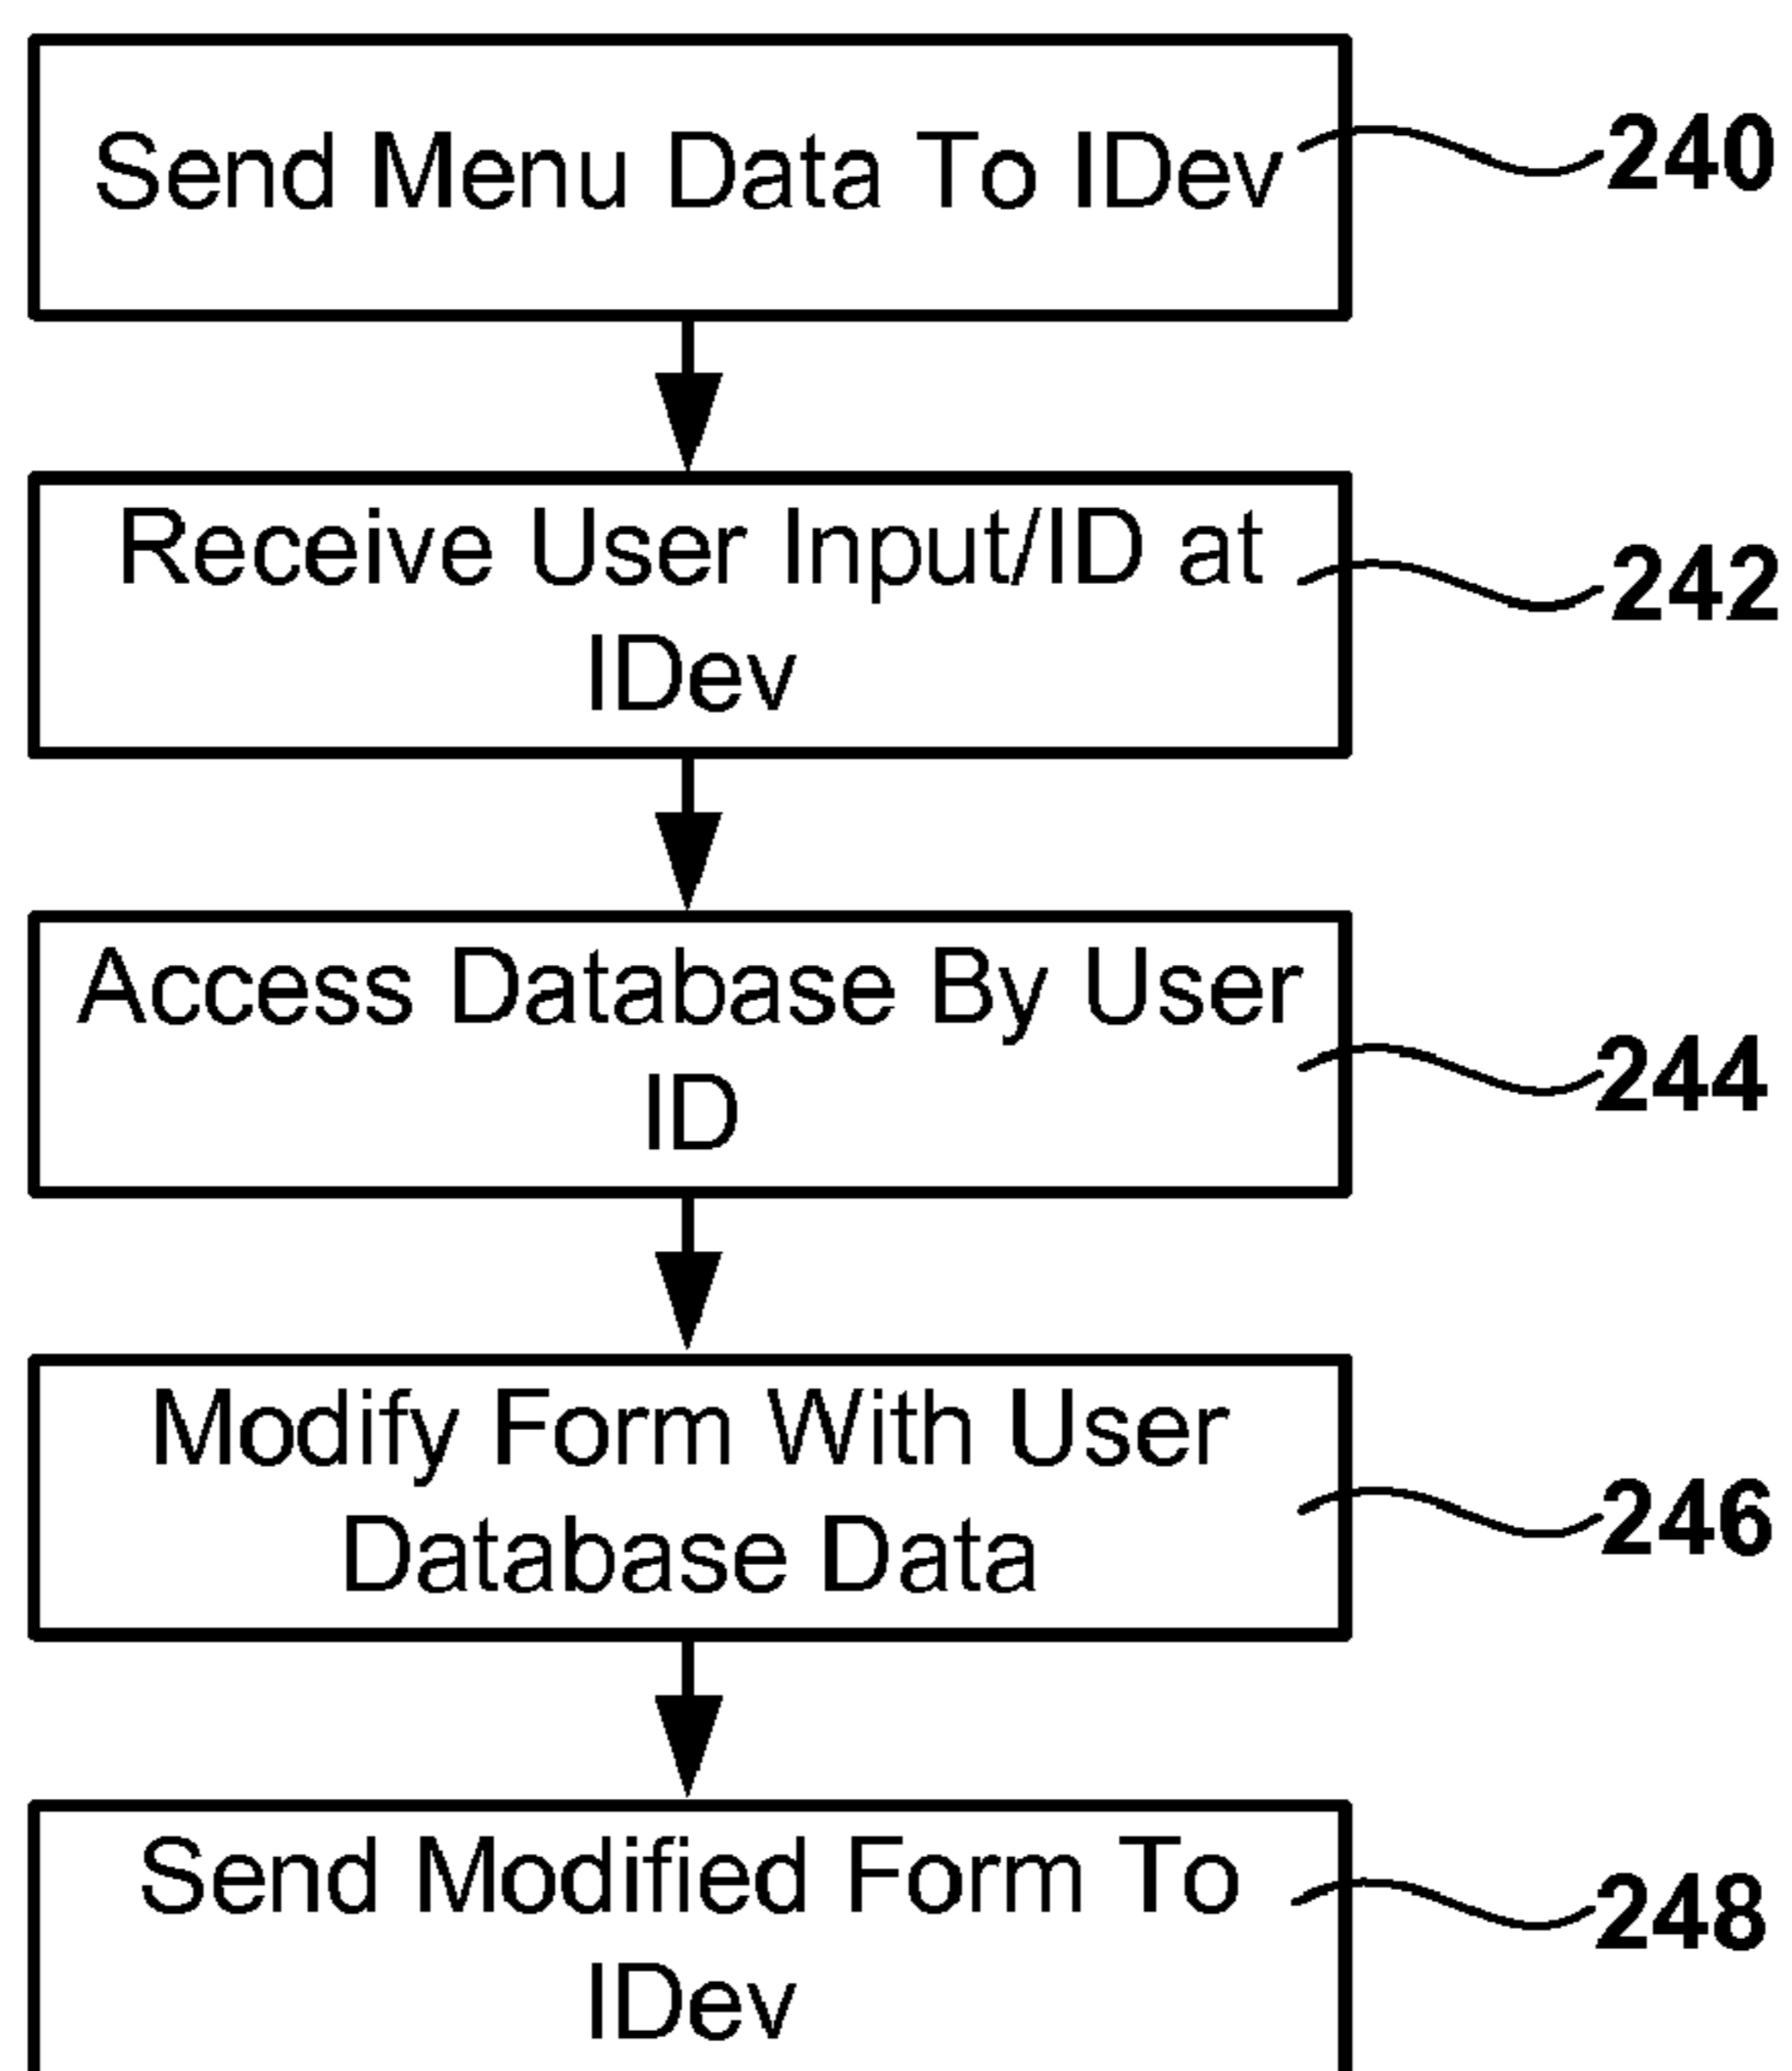 Send Menu Data To IDev
240
Receive User Input/ID at
IDev
242
Access Database By User
ID
244
Modify Form With User
Database Data
246
Send Modified Form To
IDev
248